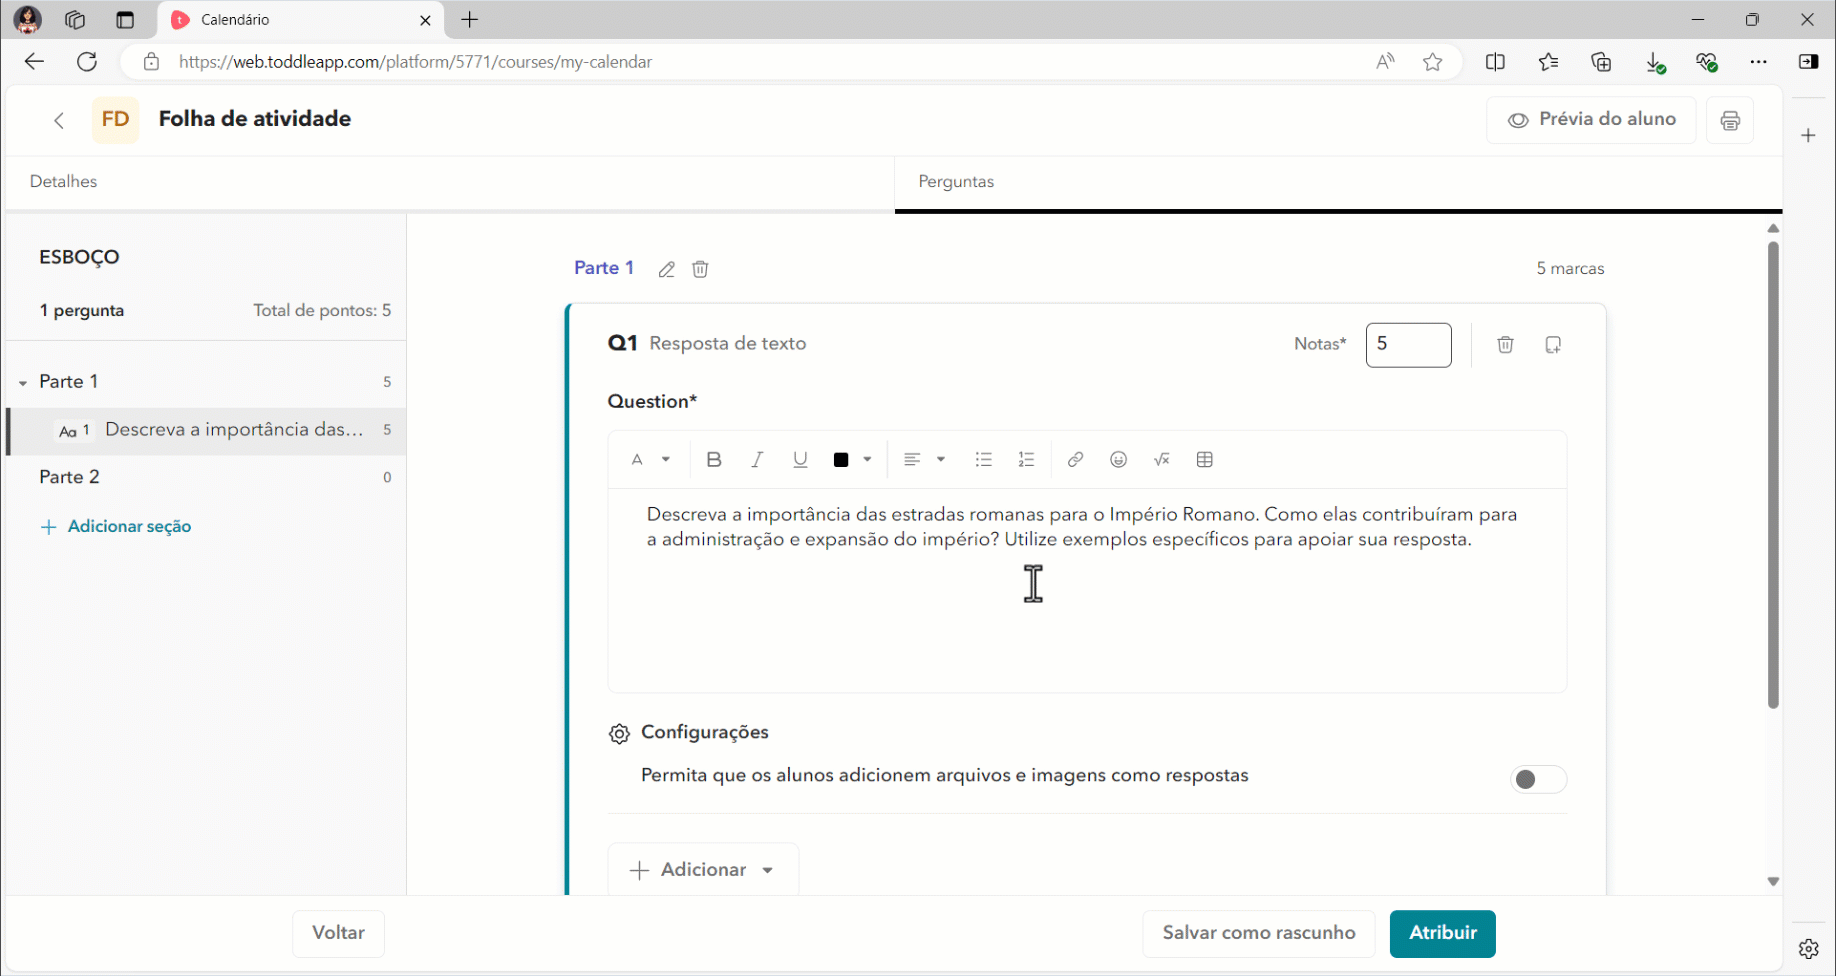 Calendário
https://web.toddleapp.com/platform/5771/courses/my-calendar
FD
Folha de atividade
Prévia do aluno
Detalhes
Perguntas
ESBOÇO
1 pergunta
Total de pontos: 5
Parte 1
5
Aa 1
Descreva a importância das...
5
Parte 2
0
+ Adicionar seção
Parte 1
5 marcas
Q1 Resposta de texto
Notas*
5
Question*
Descreva a importância das estradas romanas para o Império Romano. Como elas contribuíram para
a administração e expansão do império? Utilize exemplos específicos para apoiar sua resposta.
Configurações
Permita que os alunos adicionem arquivos e imagens como respostas
+ Adicionar
Voltar
Salvar como rascunho
Atribuir